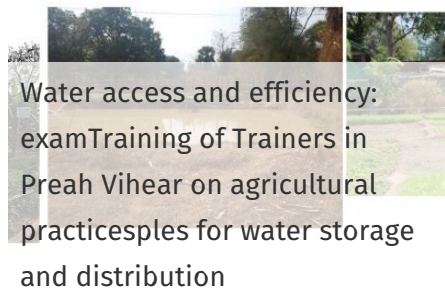 Water access and efficiency:
examTraining of Trainers in
Preah Vihear on agricultural
practicesples for water storage
and distribution